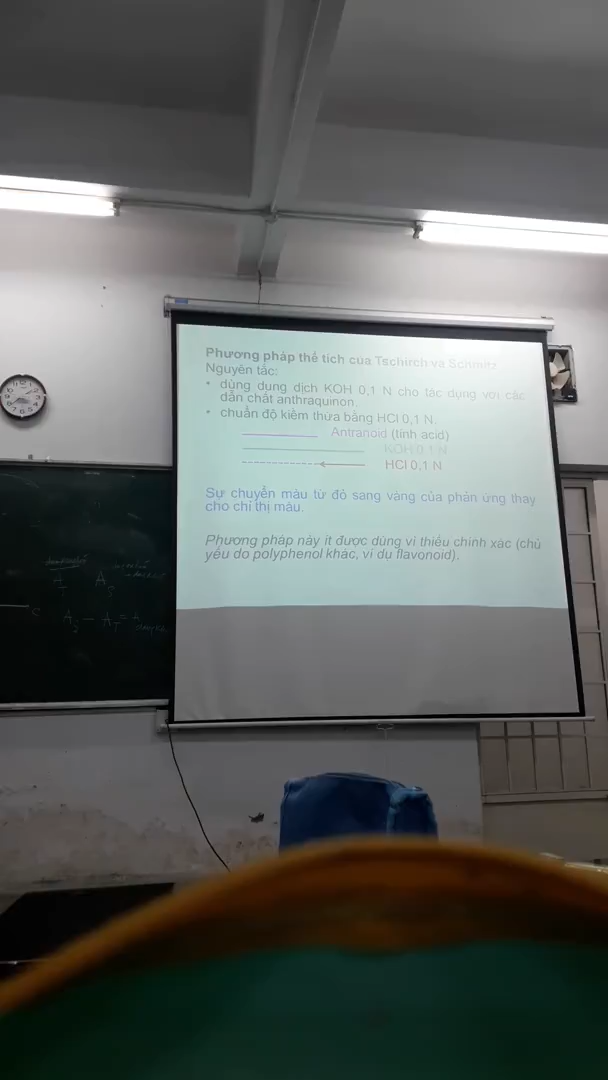 Phương pháp thể tích của Tschirch và Schmitz
Nguyên tắc:
• dùng dung dịch KOH 0,1 N cho tác dụng với các
dẫn chất anthraquinon,
• chuẩn độ kiềm thừa bằng HCl 0,1 N.
Antranoid (tính acid)
KOH 0,1 N
HCl 0,1 N
Sự chuyển màu từ đỏ sang vàng của phản ứng thay
cho chỉ thị màu.
Phương pháp này ít được dùng vì thiếu chính xác (chủ
yếu do polyphenol khác, ví dụ flavonoid).
C
A₂ - A_T =